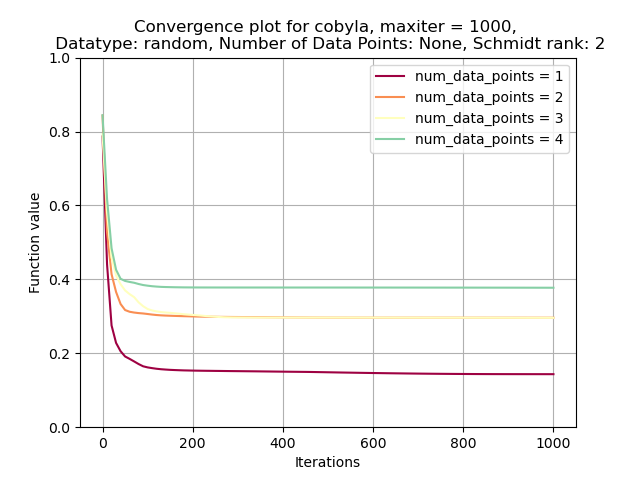 Convergence plot for cobyla, maxiter = 1000,
Datatype: random, Number of Data Points: None, Schmidt rank: 2
1.0
0.8
0.6
0.4
0.2
0.0
Function value
num_data_points = 1
num_data_points = 2
num_data_points = 3
num_data_points = 4
0 200 400 600 800 1000
Iterations